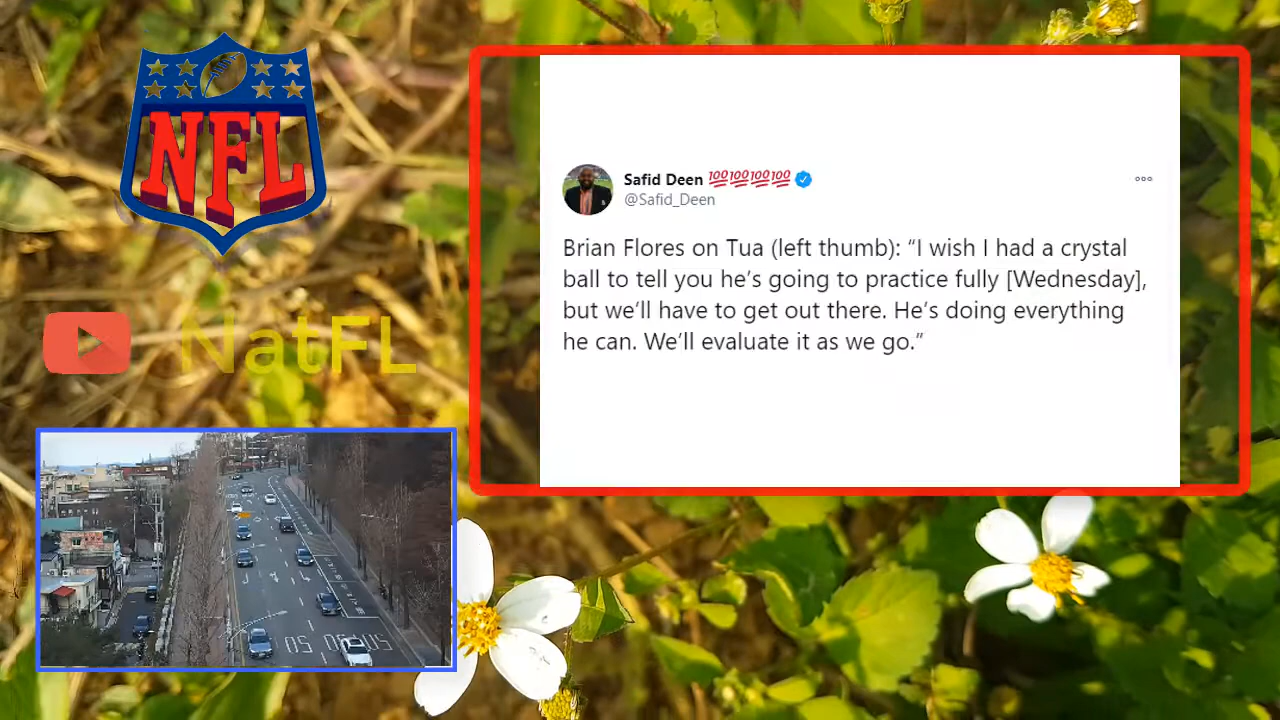 NFL
NatFL
Safid Deen 💯💯💯💯
@Safid_Deen
Brian Flores on Tua (left thumb): “I wish I had a crystal
ball to tell you he’s going to practice fully [Wednesday],
but we’ll have to get out there. He’s doing everything
he can. We’ll evaluate it as we go.”